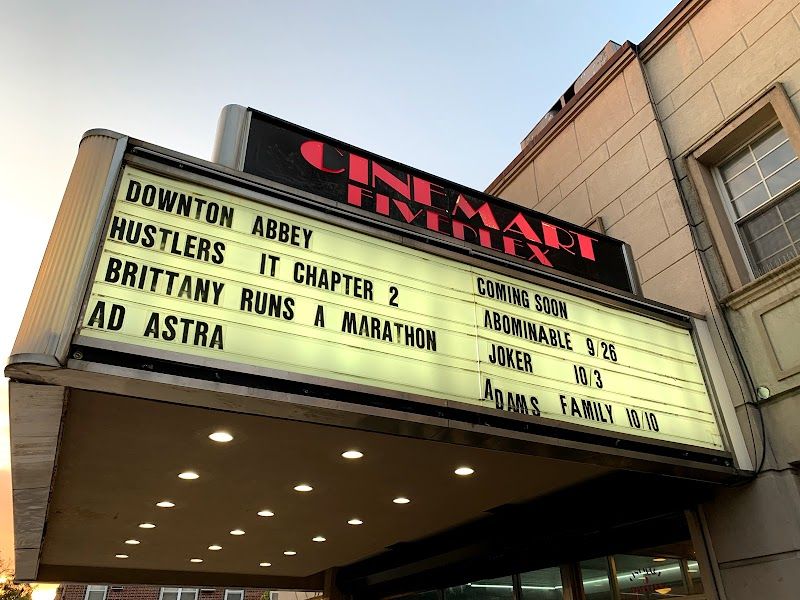 CINEMART
FIVEPLEX
DOWNTON ABBEY
HUSTLERS IT CHAPTER 2
BRITTANY RUNS A MARATHON
AD ASTRA
COMING SOON
ABOMINABLE 9/26
JOKER 10/3
ADAMS FAMILY 10/10